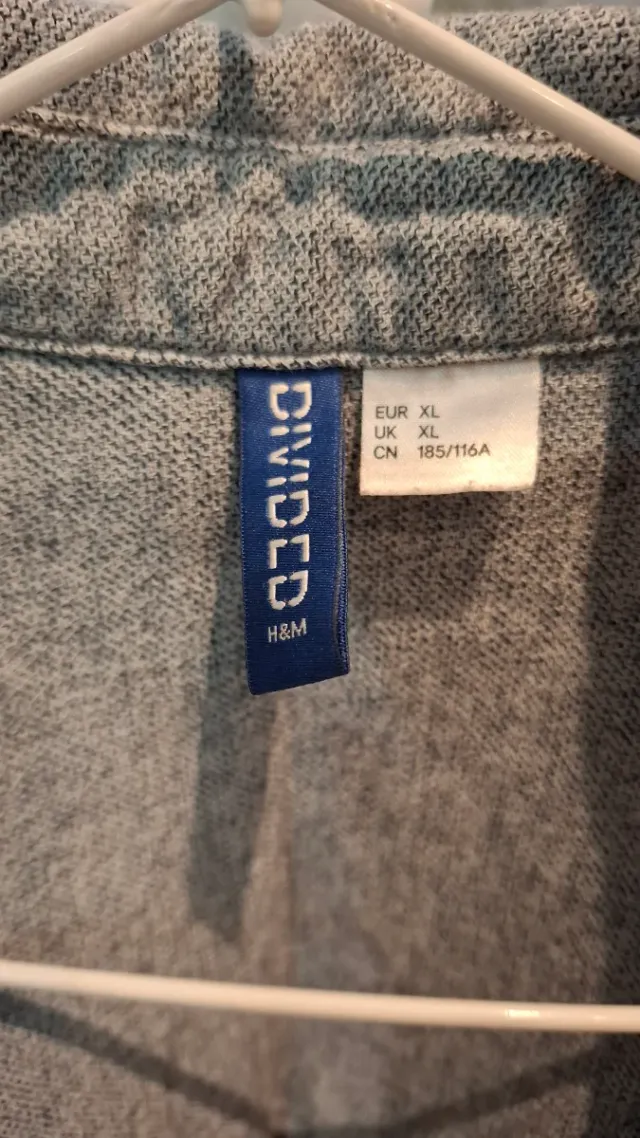 DIVIDED
H&M
EUR XL
UK XL
CN 185/116A